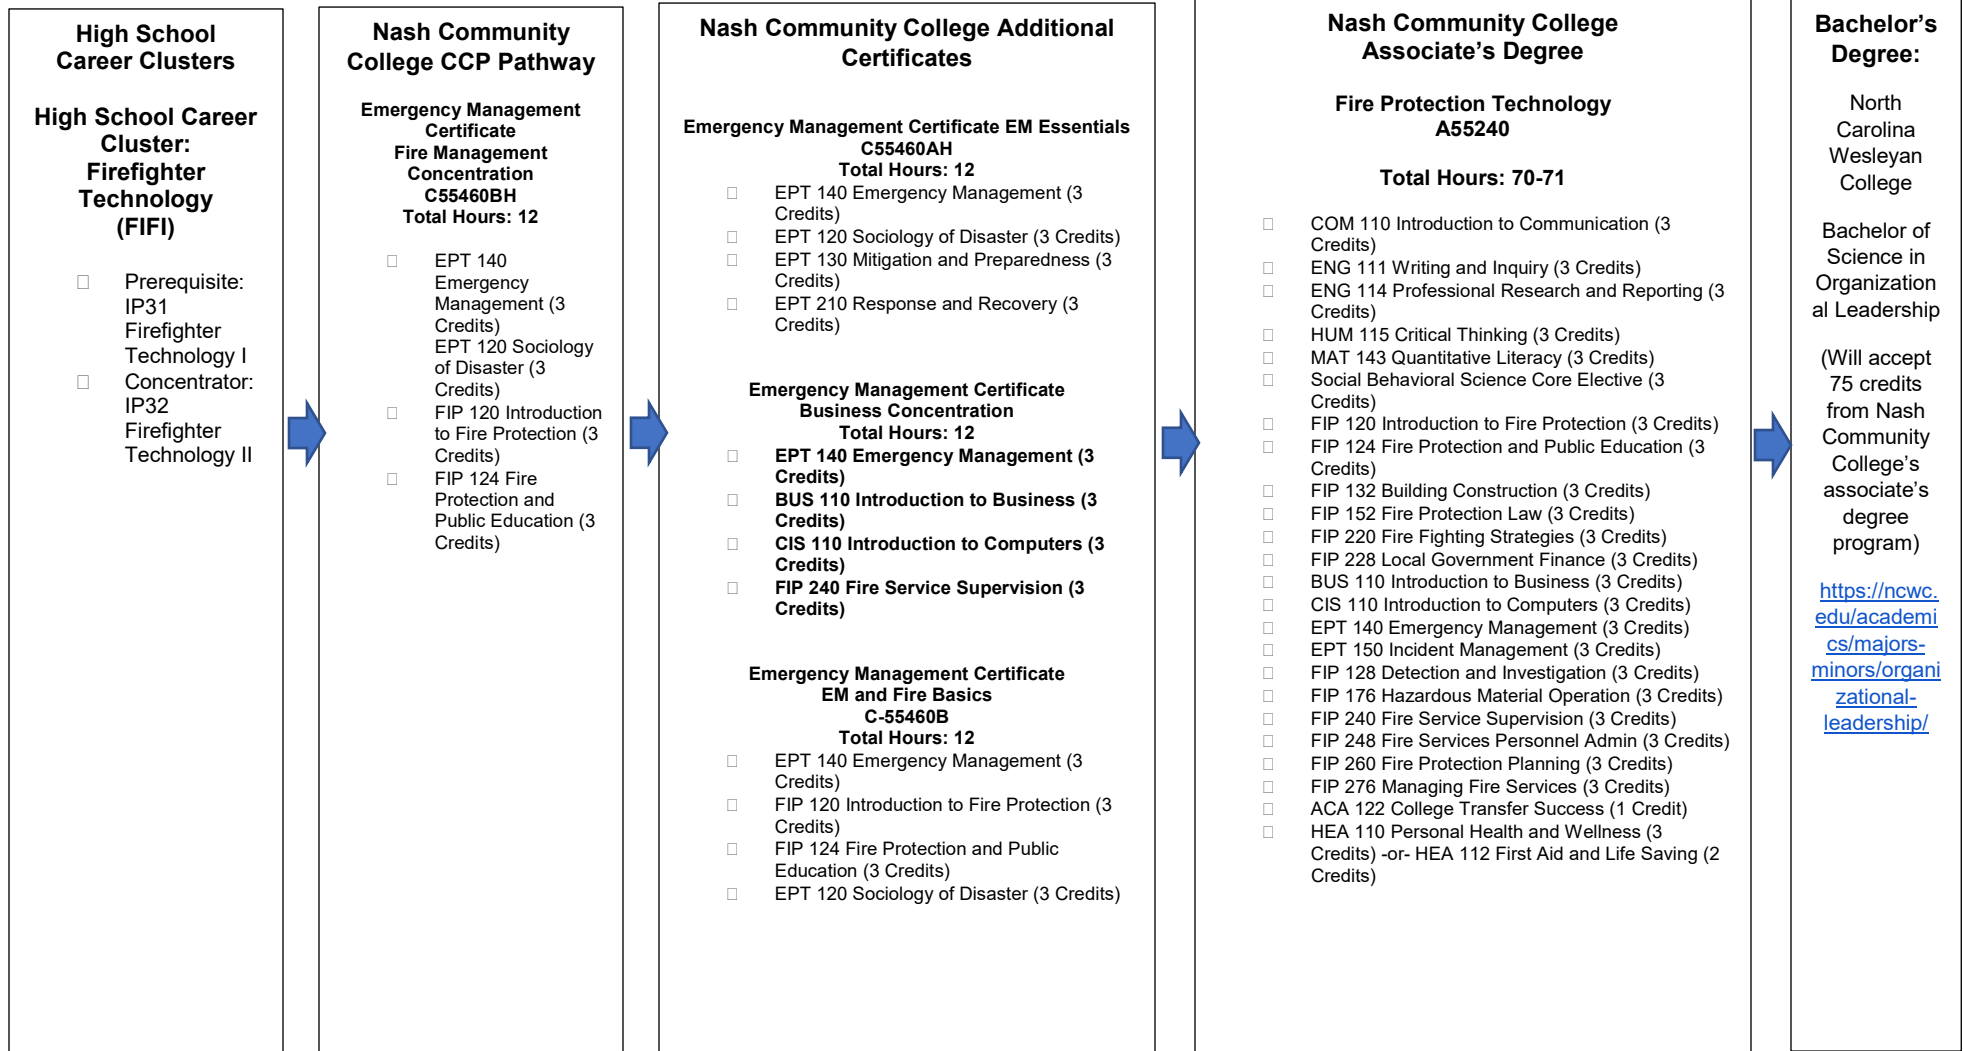 High School
Career Clusters
High School Career
Cluster:
Firefighter
Technology
(FIFI)
Prerequisite:
IP31
Firefighter
Technology I
Concentrator:
IP32
Firefighter
Technology II
Nash Community
College CCP Pathway
Emergency Management
Certificate
Fire Management
Concentration
C55460BH
Total Hours: 12
EPT 140
Emergency
Management (3
Credits)
EPT 120 Sociology
of Disaster (3
Credits)
FIP 120 Introduction
to Fire Protection (3
Credits)
FIP 124 Fire
Protection and
Public Education (3
Credits)
Nash Community College Additional
Certificates
Emergency Management Certificate EM Essentials
C55460AH
Total Hours: 12
EPT 140 Emergency Management (3
Credits)
EPT 120 Sociology of Disaster (3 Credits)
EPT 130 Mitigation and Preparedness (3
Credits)
EPT 210 Response and Recovery (3
Credits)
Emergency Management Certificate
Business Concentration
Total Hours: 12
EPT 140 Emergency Management (3
Credits)
BUS 110 Introduction to Business (3
Credits)
CIS 110 Introduction to Computers (3
Credits)
FIP 240 Fire Service Supervision (3
Credits)
Emergency Management Certificate
EM and Fire Basics
C-55460B
Total Hours: 12
EPT 140 Emergency Management (3
Credits)
FIP 120 Introduction to Fire Protection (3
Credits)
FIP 124 Fire Protection and Public
Education (3 Credits)
EPT 120 Sociology of Disaster (3 Credits)
Nash Community College
Associate's Degree
Fire Protection Technology
A55240
Total Hours: 70-71
COM 110 Introduction to Communication (3
Credits)
ENG 111 Writing and Inquiry (3 Credits)
ENG 114 Professional Research and Reporting (3
Credits)
HUM 115 Critical Thinking (3 Credits)
MAT 143 Quantitative Literacy (3 Credits)
Social Behavioral Science Core Elective (3
Credits)
FIP 120 Introduction to Fire Protection (3 Credits)
FIP 124 Fire Protection and Public Education (3
Credits)
FIP 132 Building Construction (3 Credits)
FIP 152 Fire Protection Law (3 Credits)
FIP 220 Fire Fighting Strategies (3 Credits)
FIP 228 Local Government Finance (3 Credits)
BUS 110 Introduction to Business (3 Credits)
CIS 110 Introduction to Computers (3 Credits)
EPT 140 Emergency Management (3 Credits)
EPT 150 Incident Management (3 Credits)
FIP 128 Detection and Investigation (3 Credits)
FIP 176 Hazardous Material Operation (3 Credits)
FIP 240 Fire Service Supervision (3 Credits)
FIP 248 Fire Services Personnel Admin (3 Credits)
FIP 260 Fire Protection Planning (3 Credits)
FIP 276 Managing Fire Services (3 Credits)
ACA 122 College Transfer Success (1 Credit)
HEA 110 Personal Health and Wellness (3
Credits) -or- HEA 112 First Aid and Life Saving (2
Credits)
Bachelor's
Degree:
North
Carolina
Wesleyan
College
Bachelor of
Science in
Organization
al Leadership
(Will accept
75 credits
from Nash
Community
College's
associate's
degree
program)
https://ncwc.
edu/academi
cs/majors-
minors/organi
zational-
leadership/